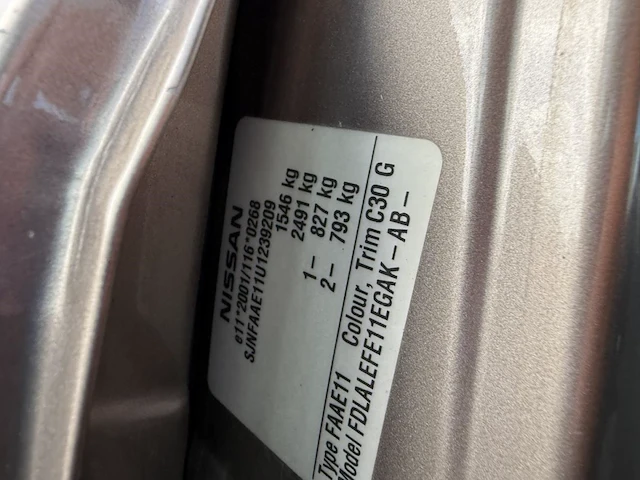 NISSAN
e11*2001/116*0268
SJNFAAE11U1239209
1546 kg
2491 kg
1– 827 kg
2– 793 kg
Type FAAE11 Colour, Trim C30 G
Model FDLALEFE11EGAK–AB–